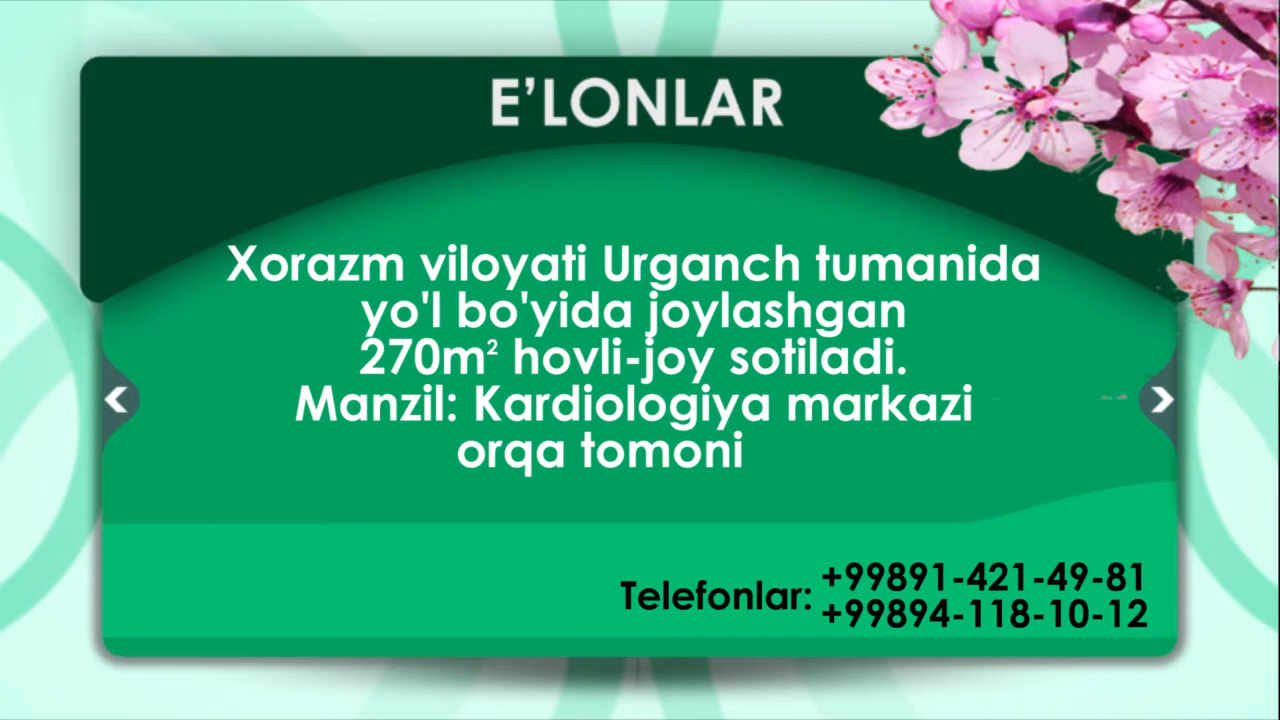 E’LONLAR
Xorazm viloyati Urganch tumanida
yo'l bo'yida joylashgan
270m² hovli-joy sotiladi.
Manzil: Kardiologiya markazi
orqa tomoni
Telefonlar: +99891-421-49-81
+99894-118-10-12